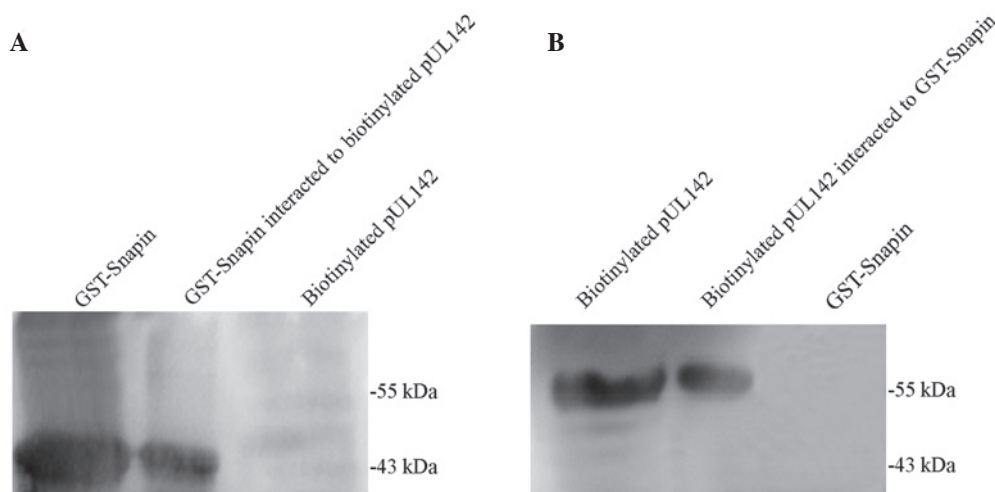 A
GST-Snapin
GST-Snapin interacted to biotinylated pUL142
Biotinylated pUL142
-55 kDa
-43 kDa
B
Biotinylated pUL142
Biotinylated pUL142 interacted to GST-Snapin
GST-Snapin
-55 kDa
-43 kDa